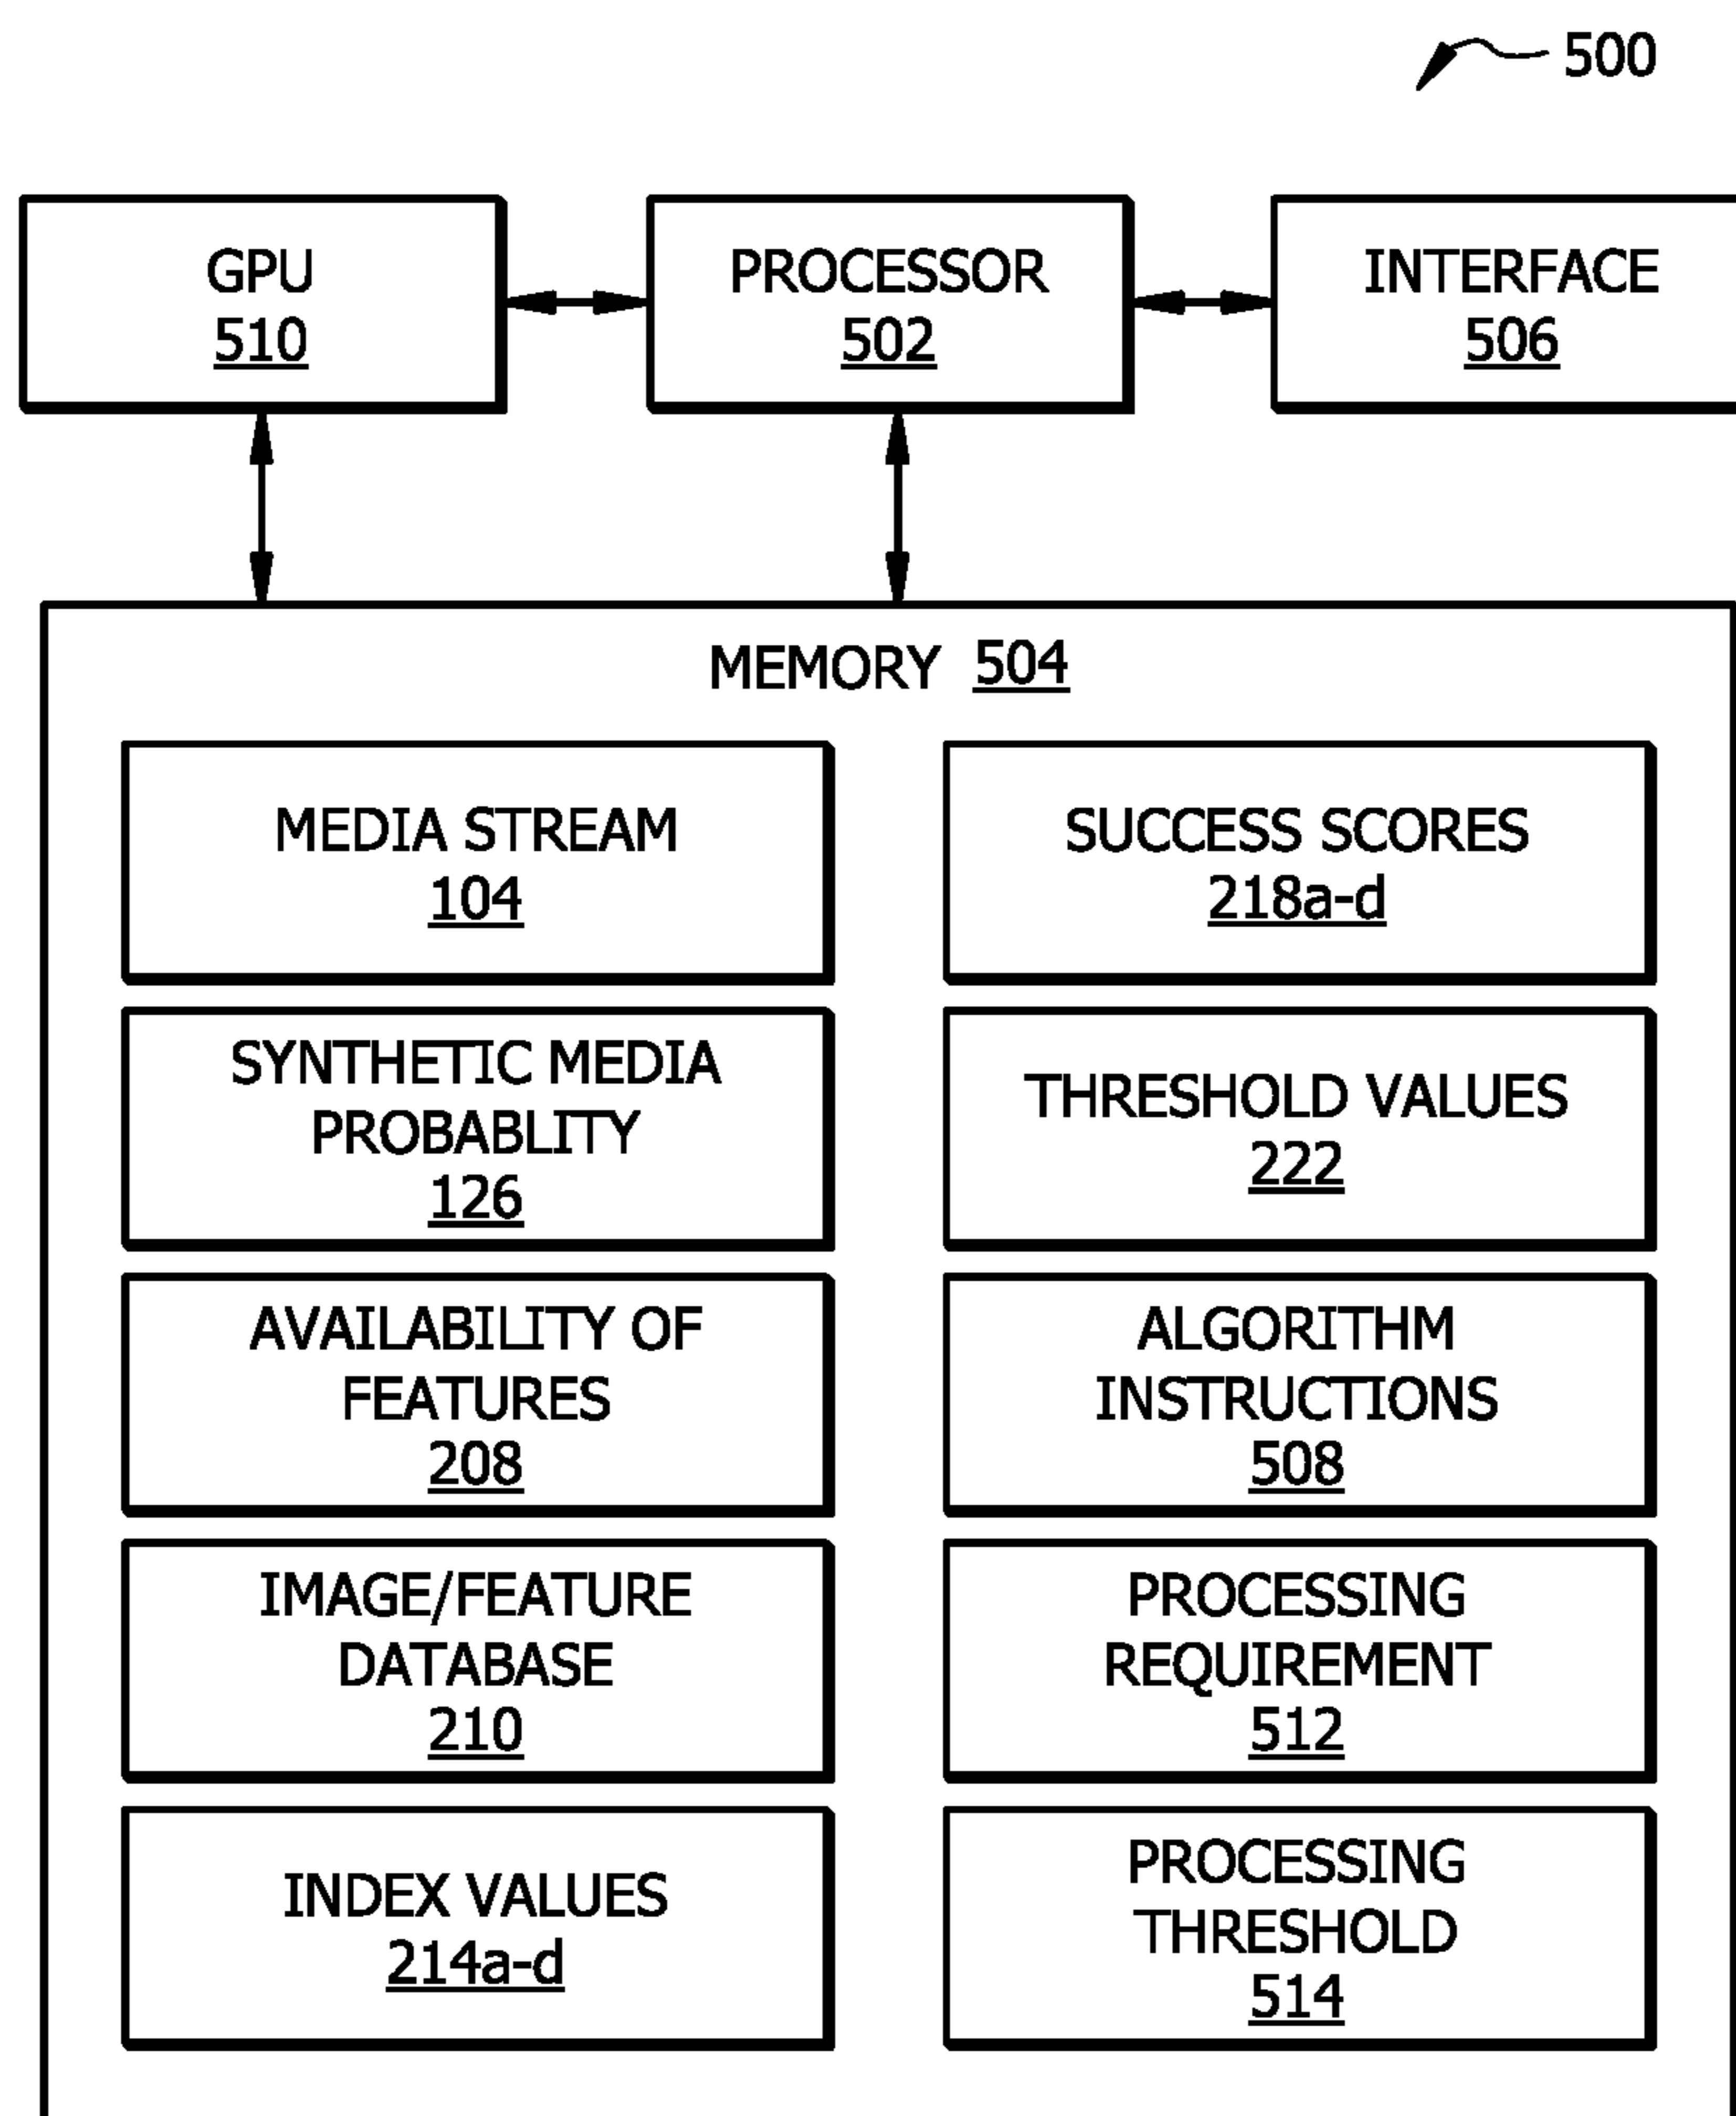 500
GPU
510
PROCESSOR
502
INTERFACE
506
MEMORY 504
MEDIA STREAM
104
SUCCESS SCORES
218a-d
SYNTHETIC MEDIA
PROBABLITY
126
THRESHOLD VALUES
222
AVAILABILITY OF
FEATURES
208
ALGORITHM
INSTRUCTIONS
508
IMAGE/FEATURE
DATABASE
210
PROCESSING
REQUIREMENT
512
INDEX VALUES
214a-d
PROCESSING
THRESHOLD
514